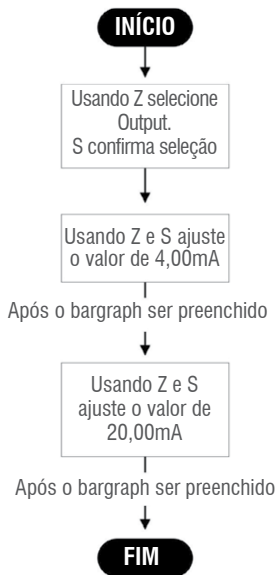 INÍCIO
Usando Z selecione
Output.
S confirma seleção
Usando Z e S ajuste
o valor de 4,00mA
Após o bargraph ser preenchido
Usando Z e S
ajuste o valor de
20,00mA
Após o bargraph ser preenchido
FIM